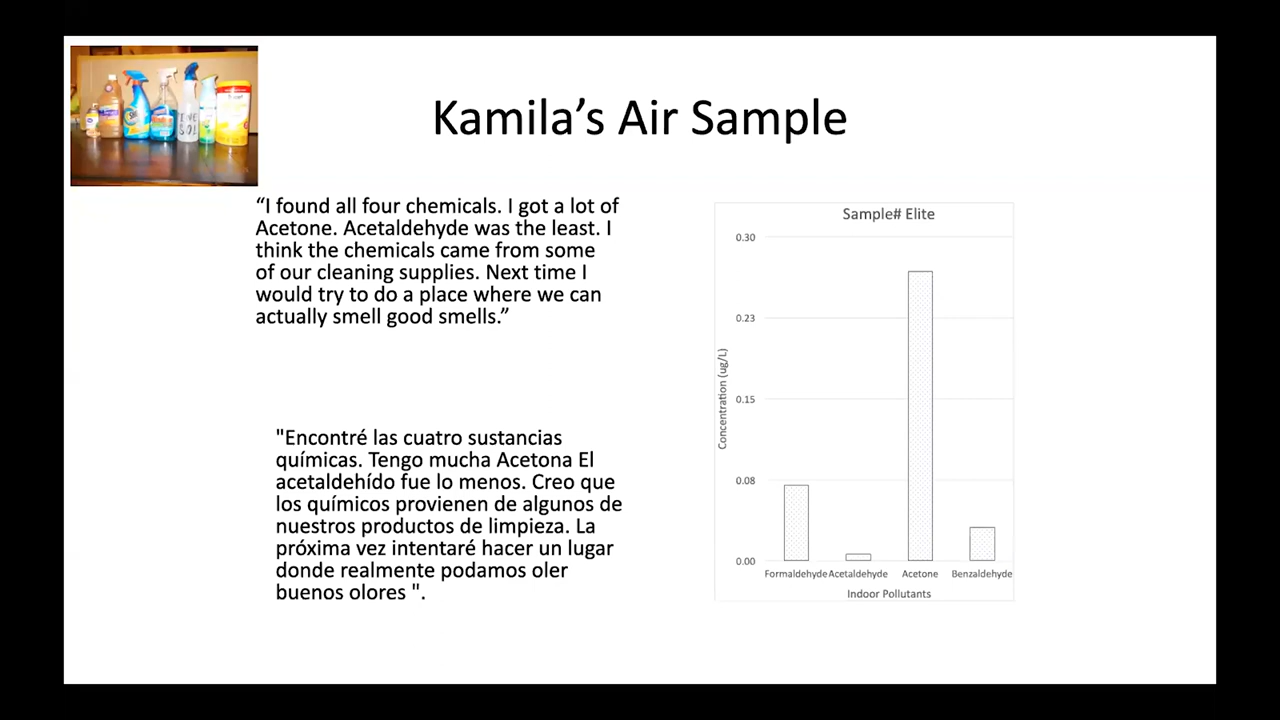 Kamila’s Air Sample
“I found all four chemicals. I got a lot of
Acetone. Acetaldehyde was the least. I
think the chemicals came from some
of our cleaning supplies. Next time I
would try to do a place where we can
actually smell good smells.”
"Encontré las cuatro sustancias
químicas. Tengo mucha Acetona El
acetaldehído fue lo menos. Creo que
los químicos provienen de algunos de
nuestros productos de limpieza. La
próxima vez intentaré hacer un lugar
donde realmente podamos oler
buenos olores ".
Sample# Elite
Concentration (ug/L)
0.30
0.23
0.15
0.08
0.00
Formaldehyde Acetaldehyde Acetone Benzaldehyde
Indoor Pollutants